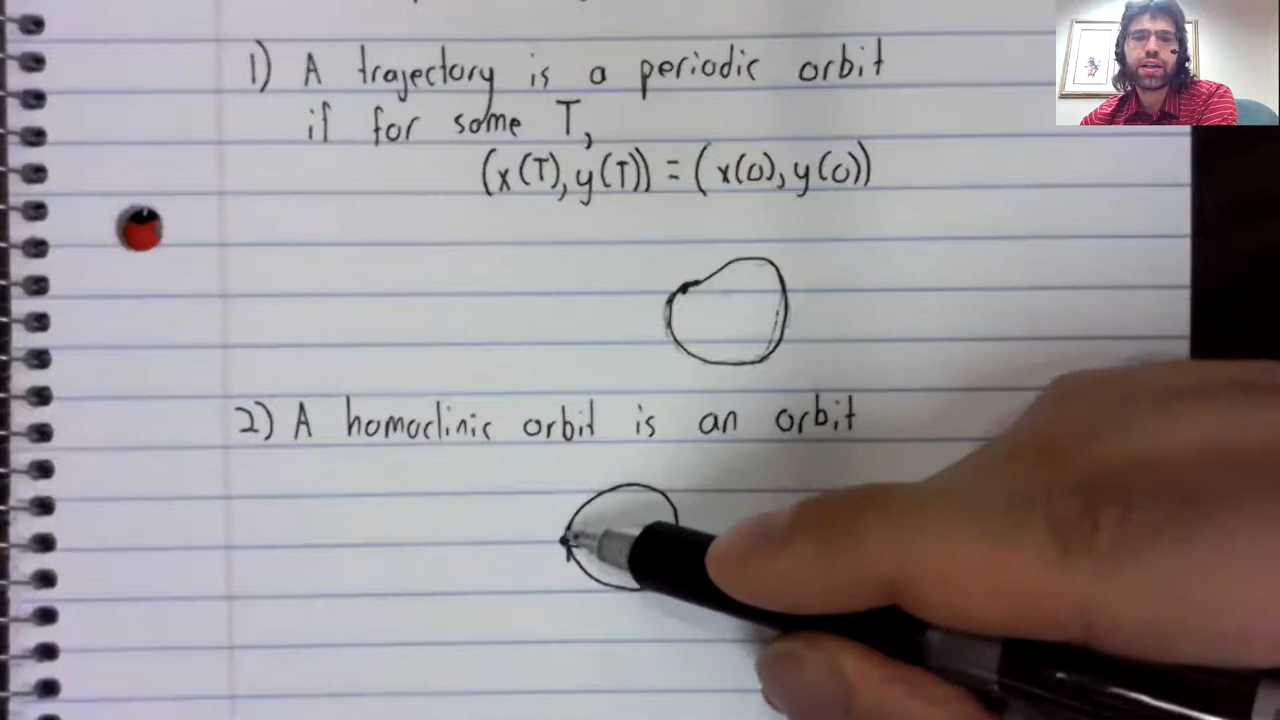 1) A trajectory is a periodic orbit
if for some T,
(x(T), y(T)) = (x(0), y(0))
2) A homoclinic orbit is an orbit